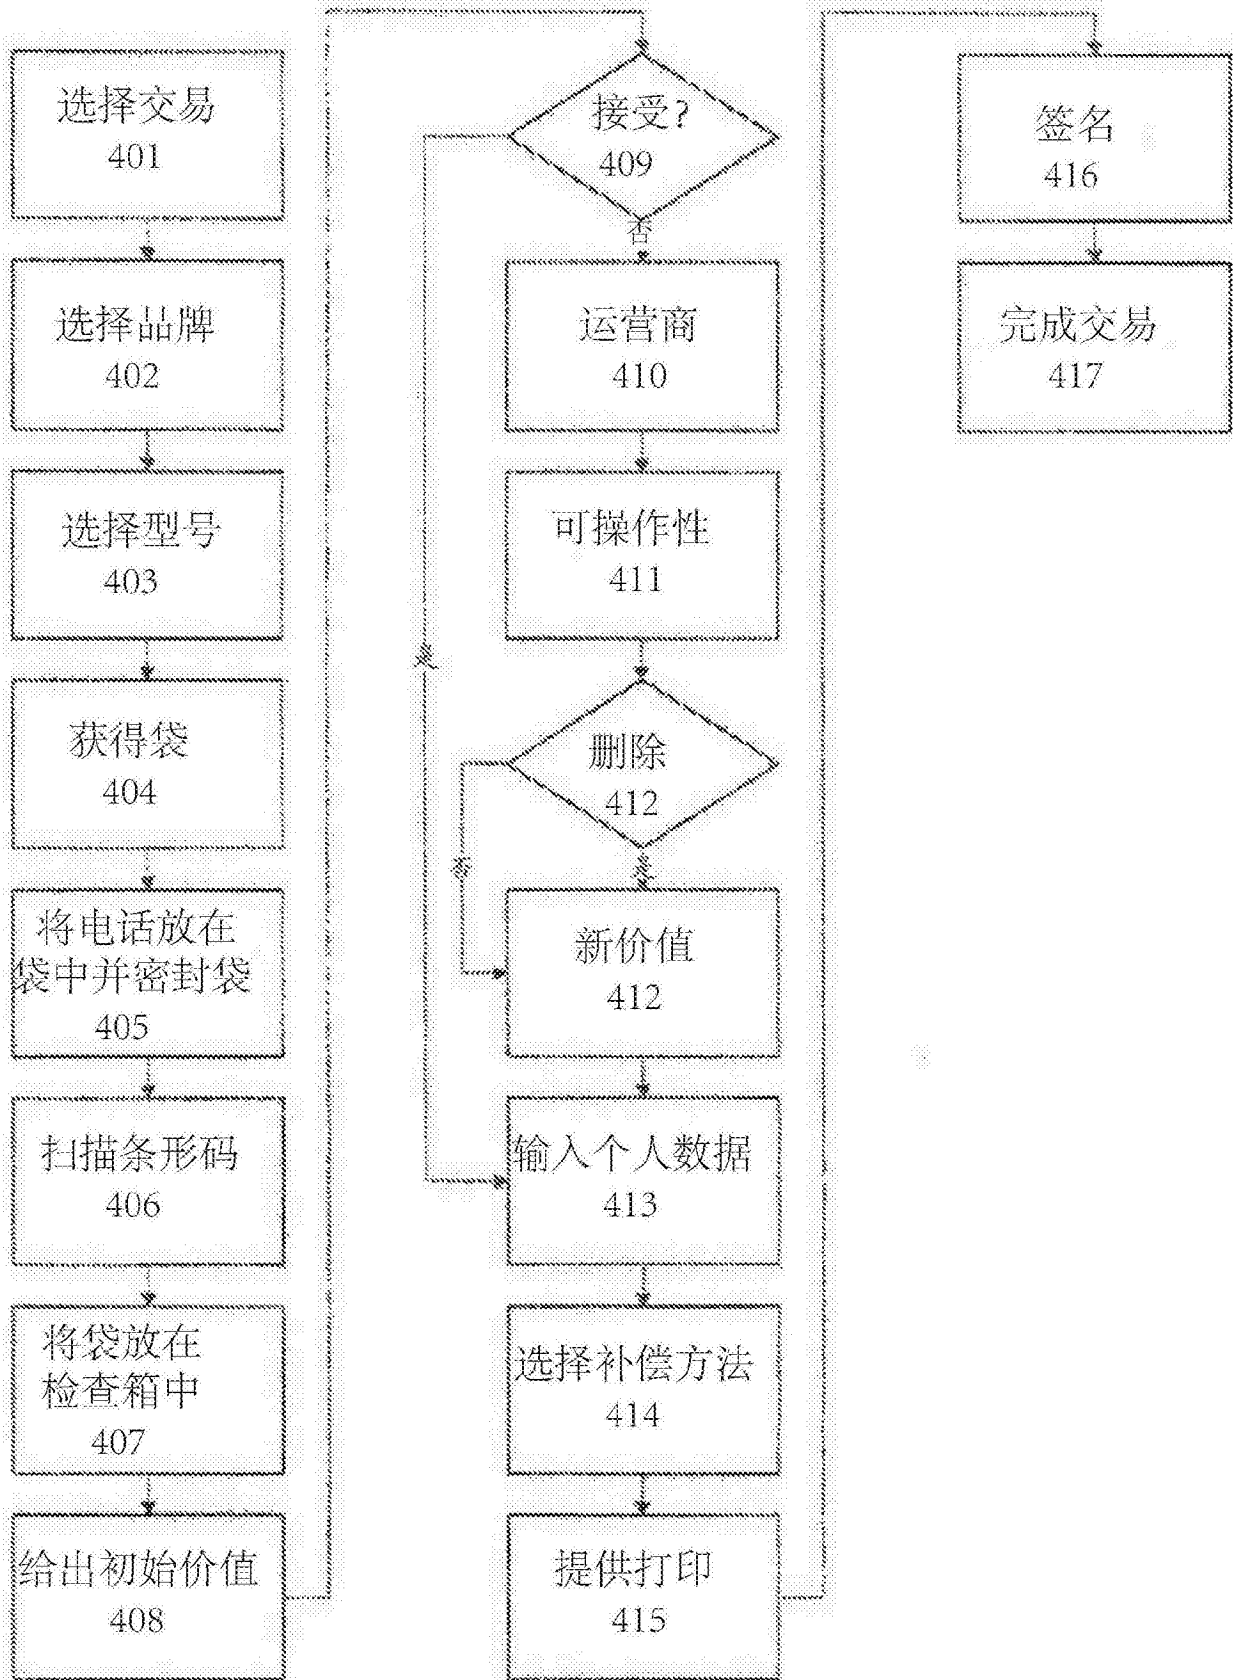 选择交易
401
选择品牌
402
选择型号
403
获得袋
404
将电话放在
袋中并密封袋
405
扫描条形码
406
将袋放在
检查箱中
407
给出初始价值
408
接受?
409
否
是
运营商
410
可操作性
411
删除
412
否
是
新价值
412
输入个人数据
413
选择补偿方法
414
提供打印
415
签名
416
完成交易
417